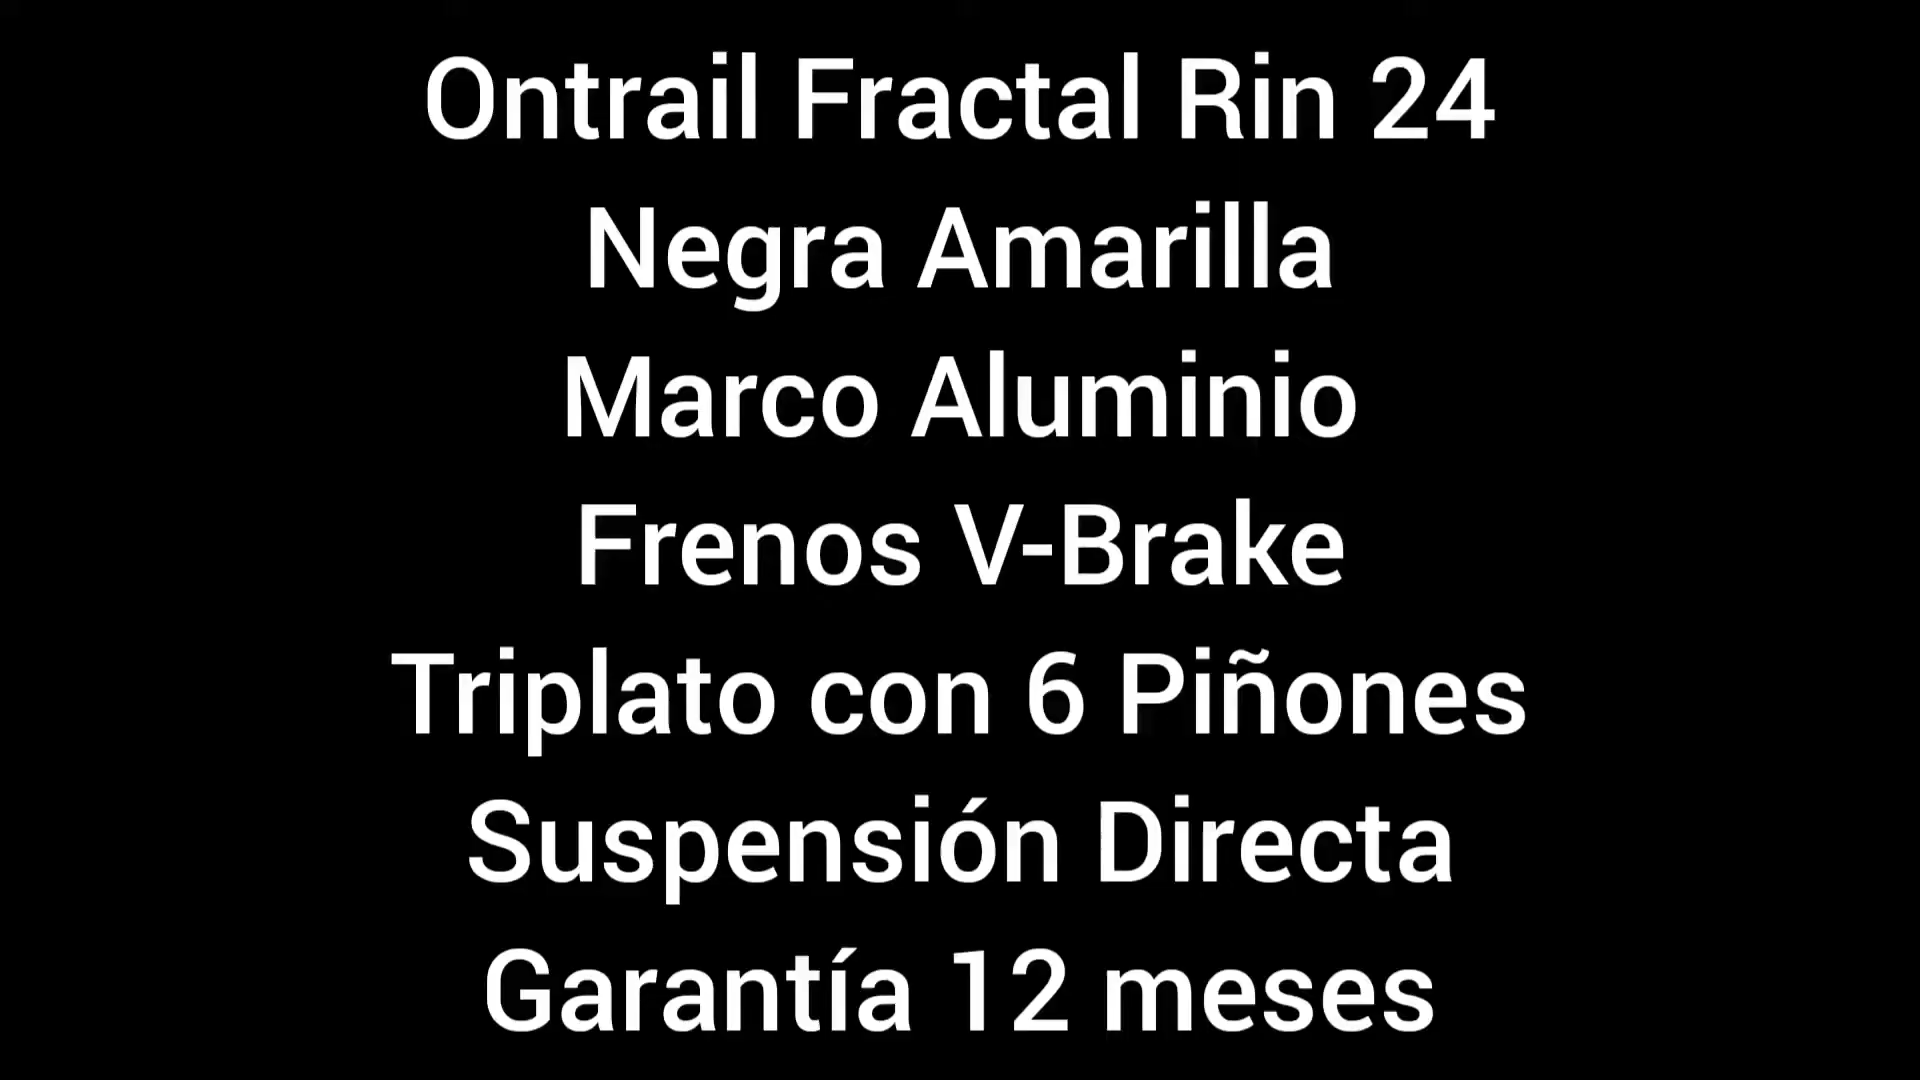 Ontrail Fractal Rin 24
Negra Amarilla
Marco Aluminio
Frenos V-Brake
Triplato con 6 Piñones
Suspensión Directa
Garantía 12 meses